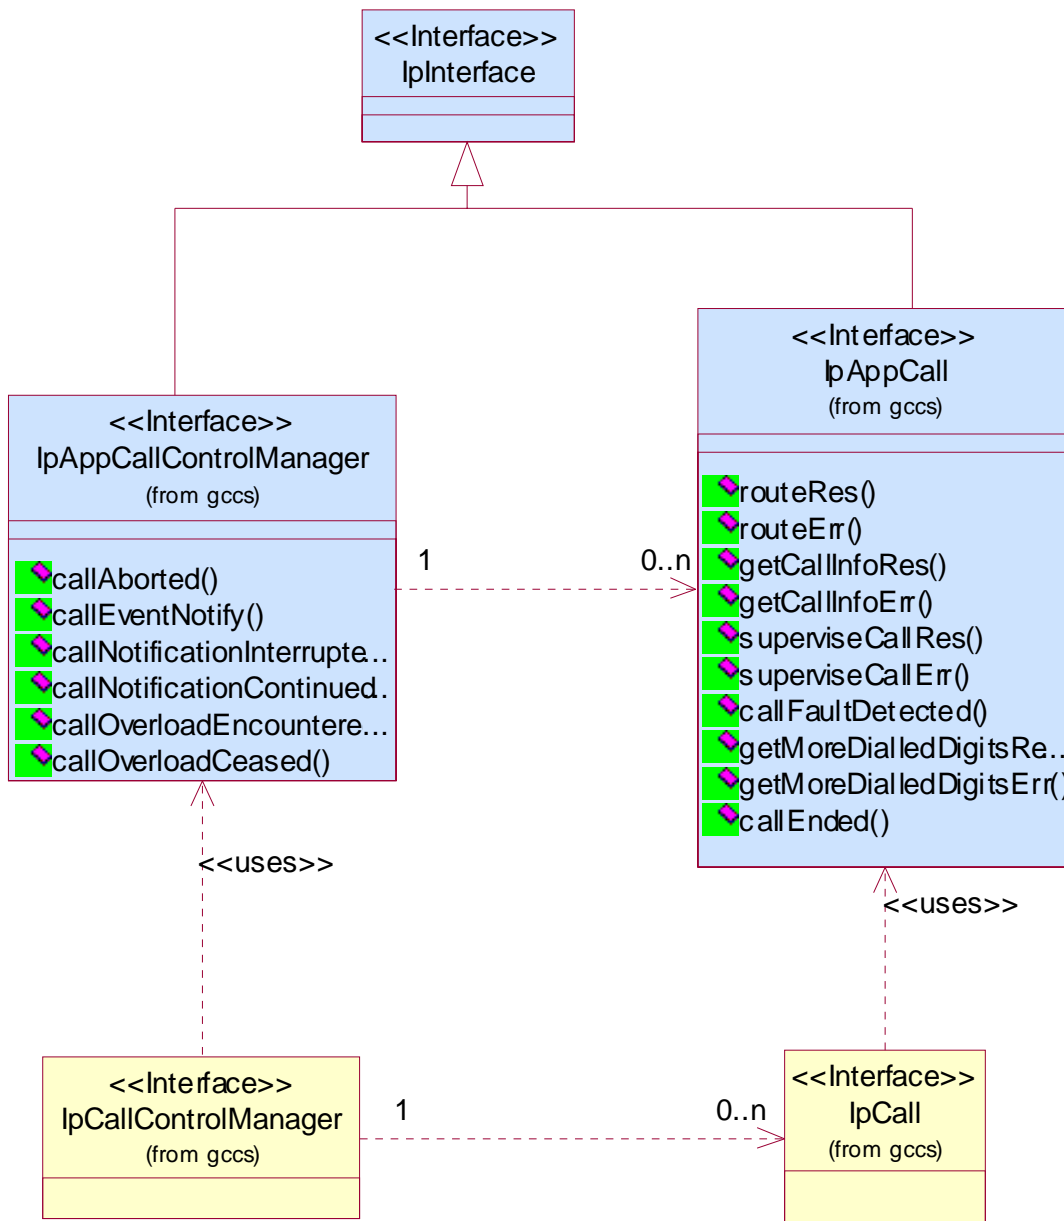 <<Interface>>
IpInterface
<<Interface>>
IpAppCall
(from gccs)
routeRes()
routeErr()
getCallInfoRes()
getCallInfoErr()
superviseCallRes()
superviseCallErr()
callFaultDetected()
getMoreDialledDigitsRe...
getMoreDialledDigitsErr()
callEnded()
<<Interface>>
IpAppCallControlManager
(from gccs)
callAborted()
callEventNotify()
callNotificationInterrupte...
callNotificationContinued...
callOverloadEncountere...
callOverloadCeased()
1
0..n
<<uses>>
<<uses>>
<<Interface>>
IpCallControlManager
(from gccs)
1
0..n
<<Interface>>
IpCall
(from gccs)